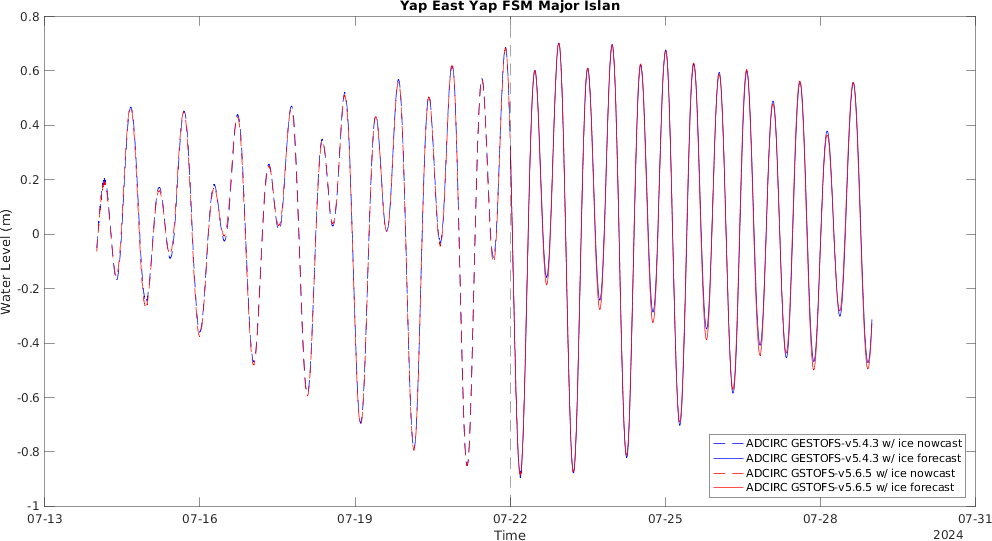 Yap East Yap FSM Major Islan
0.8
0.6
0.4
0.2
0
-0.2
-0.4
-0.6
-0.8
-1
Water Level (m)
ADCIRC GESTOFS-v5.4.3 w/ ice nowcast
ADCIRC GESTOFS-v5.4.3 w/ ice forecast
ADCIRC GSTOFS-v5.6.5 w/ ice nowcast
ADCIRC GSTOFS-v5.6.5 w/ ice forecast
07-13 07-16 07-19 07-22 07-25 07-28 07-31
Time
2024